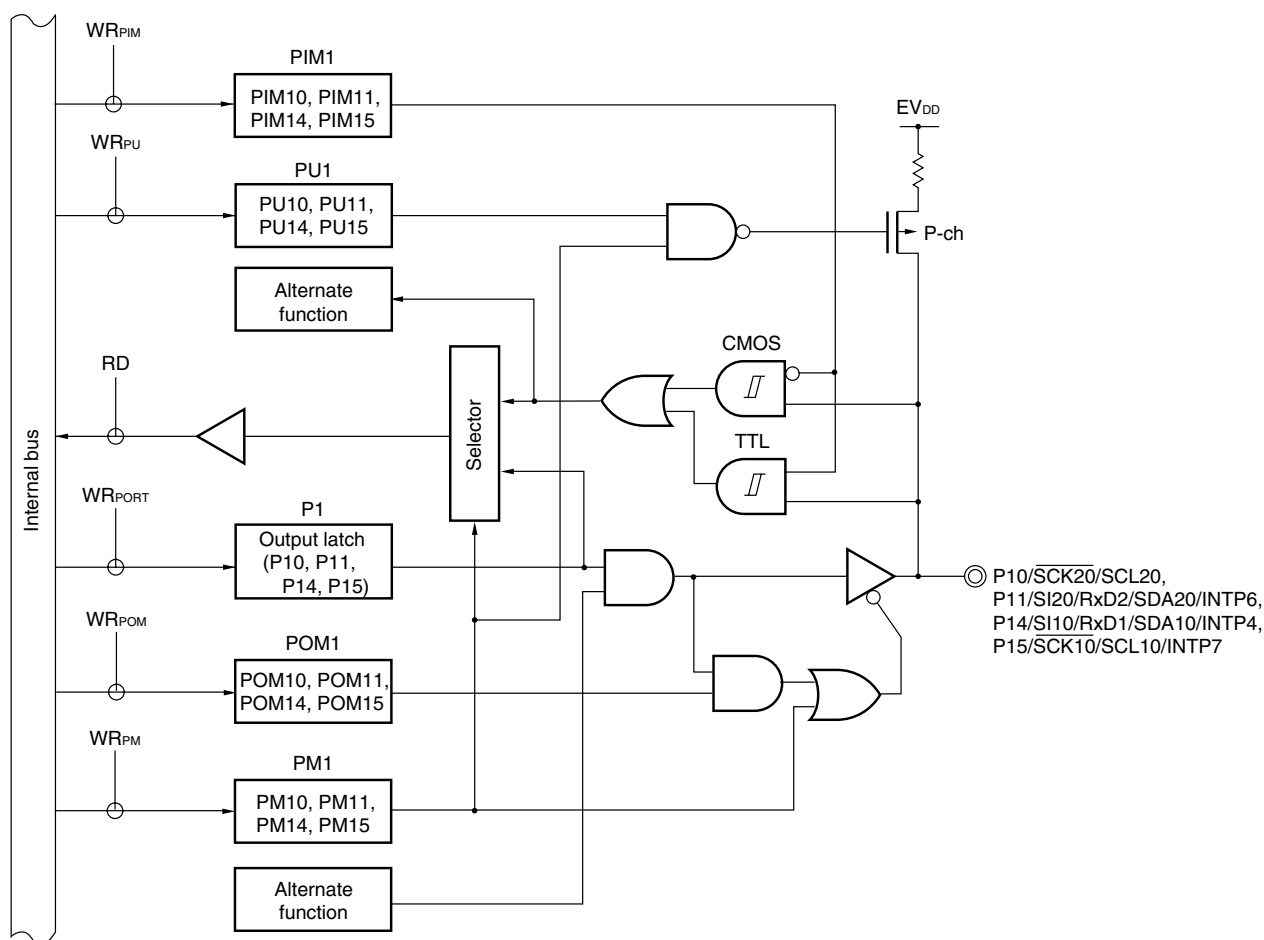 WRPIM
PIM1
PIM10, PIM11,
PIM14, PIM15
EVDD
WRPU
PU1
PU10, PU11,
PU14, PU15
P-ch
Alternate
function
CMOS
RD
Selector
TTL
Internal bus
WRPORT
P1
Output latch
(P10, P11,
P14, P15)
P10/SCK20/SCL20,
P11/SI20/RxD2/SDA20/INTP6,
P14/SI10/RxD1/SDA10/INTP4,
P15/SCK10/SCL10/INTP7
WRPOM
POM1
POM10, POM11,
POM14, POM15
WRPM
PM1
PM10, PM11,
PM14, PM15
Alternate
function